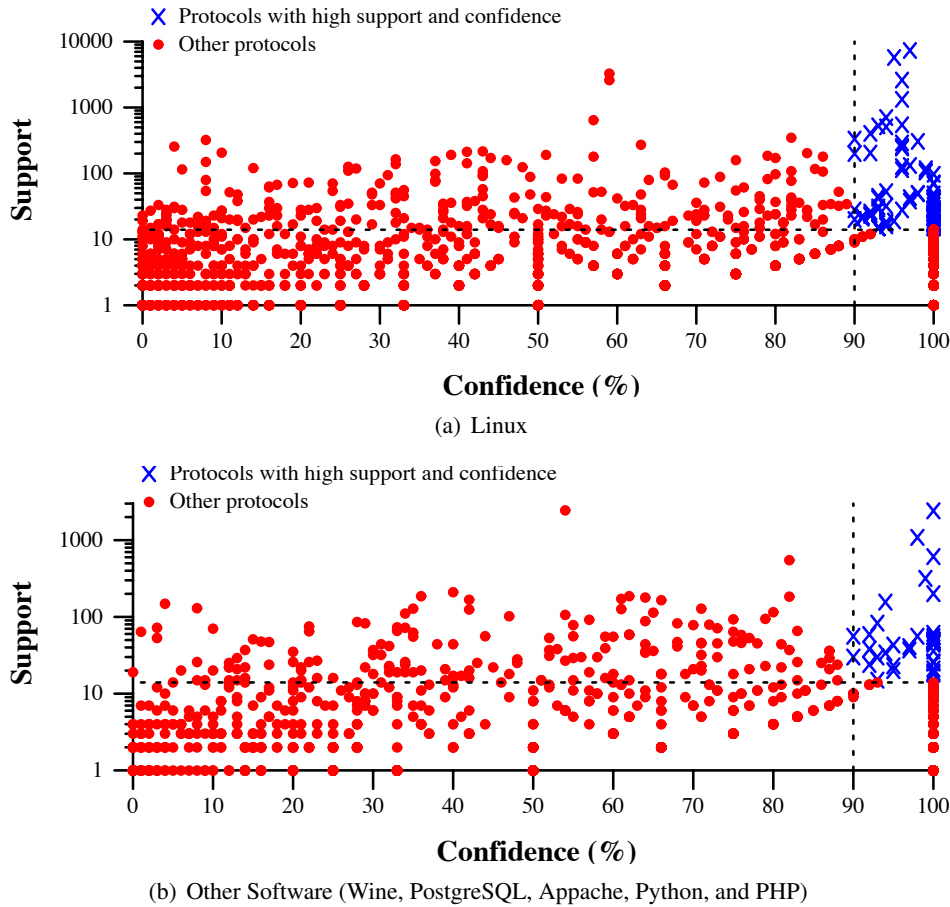 Protocols with high support and confidence
Other protocols
10000
1000
100
10
1
Support
0 10 20 30 40 50 60 70 80 90 100
Confidence (%)
(a) Linux
Protocols with high support and confidence
Other protocols
1000
100
10
1
Support
0 10 20 30 40 50 60 70 80 90 100
Confidence (%)
(b) Other Software (Wine, PostgreSQL, Appache, Python, and PHP)